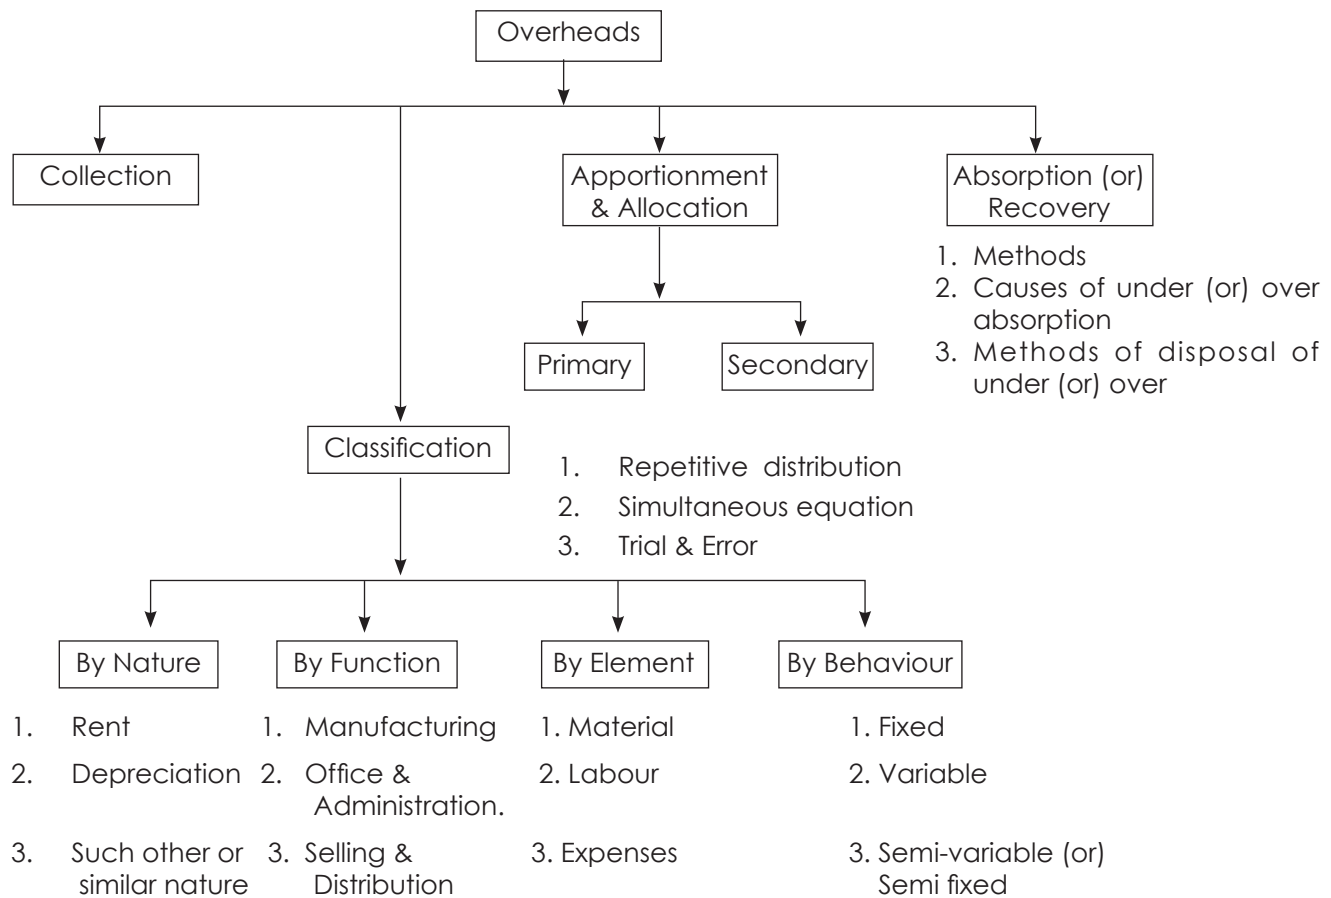 Overheads
Collection
Apportionment
& Allocation
Absorption (or)
Recovery
1. Methods
2. Causes of under (or) over
absorption
3. Methods of disposal of
under (or) over
Primary
Secondary
Classification
1. Repetitive distribution
2. Simultaneous equation
3. Trial & Error
By Nature
By Function
By Element
By Behaviour
1. Rent
2. Depreciation
3. Such other or
similar nature
1. Manufacturing
2. Office &
Administration.
3. Selling &
Distribution
1. Material
2. Labour
3. Expenses
1. Fixed
2. Variable
3. Semi-variable (or)
Semi fixed